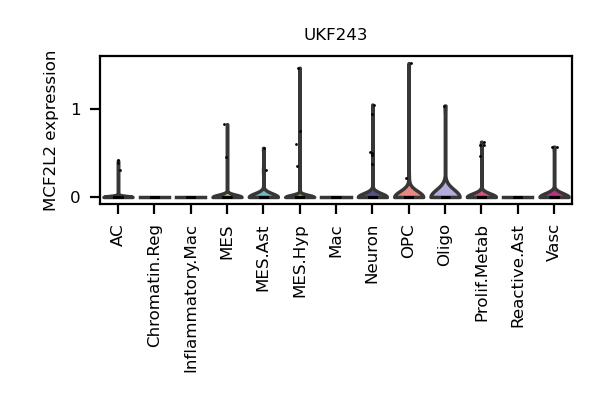 UKF243
MCF2L2 expression
1
0
AC
Chromatin.Reg
Inflammatory.Mac
MES
MES.Ast
MES.Hyp
Mac
Neuron
OPC
Oligo
Prolif.Metab
Reactive.Ast
Vasc